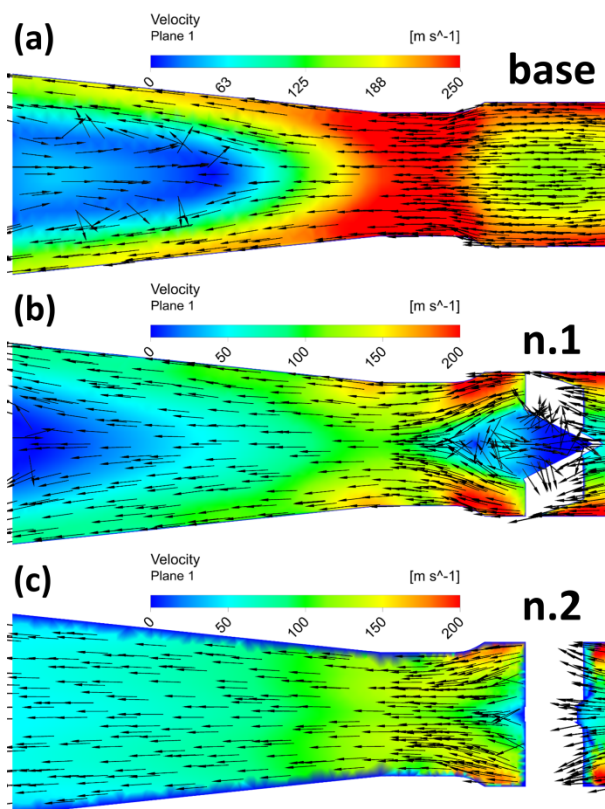 (a)
Velocity
Plane 1
[m s^-1]
0 63 125 188 250
base
(b)
Velocity
Plane 1
[m s^-1]
0 50 100 150 200
n.1
(c)
Velocity
Plane 1
[m s^-1]
0 50 100 150 200
n.2